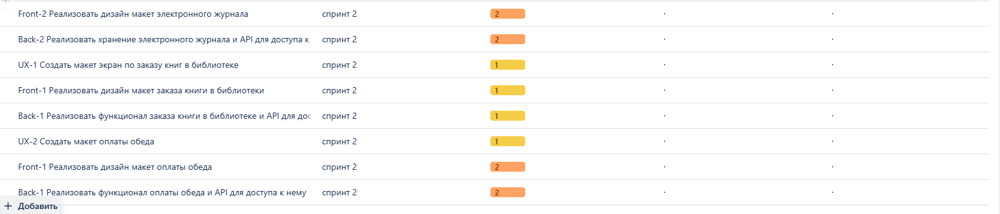 Front-2 Реализовать дизайн макет электронного журнала спринт 2 2
Back-2 Реализовать хранение электронного журнала и API для доступа к спринт 2 2
UX-1 Создать макет экран по заказу книг в библиотеке спринт 2 1
Front-1 Реализовать дизайн макет заказа книги в библиотеки спринт 2 1
Back-1 Реализовать функционал заказа книги в библиотеке и API для дос спринт 2 1
UX-2 Создать макет оплаты обеда спринт 2 1
Front-1 Реализовать дизайн макет оплаты обеда спринт 2 2
Back-1 Реализовать функционал оплаты обеда и API для доступа к нему спринт 2 2
+ Добавить